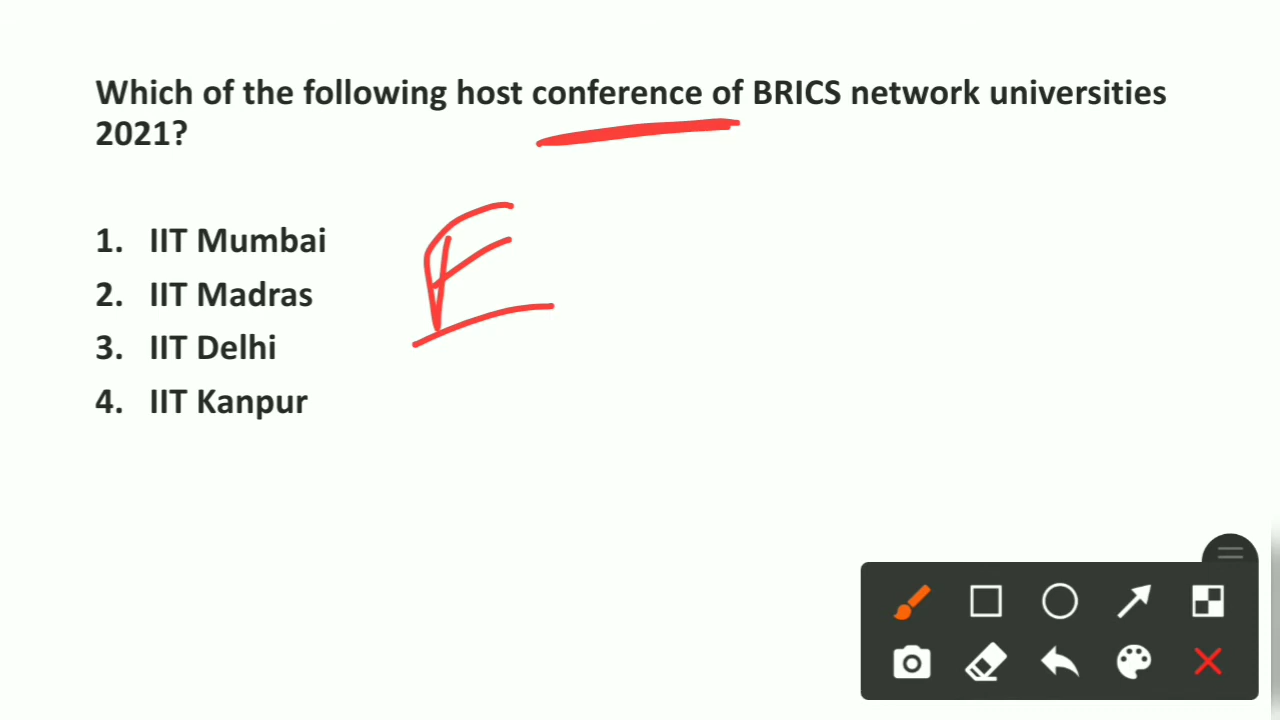 Which of the following host conference of BRICS network universities
2021?
1. IIT Mumbai
2. IIT Madras
3. IIT Delhi
4. IIT Kanpur